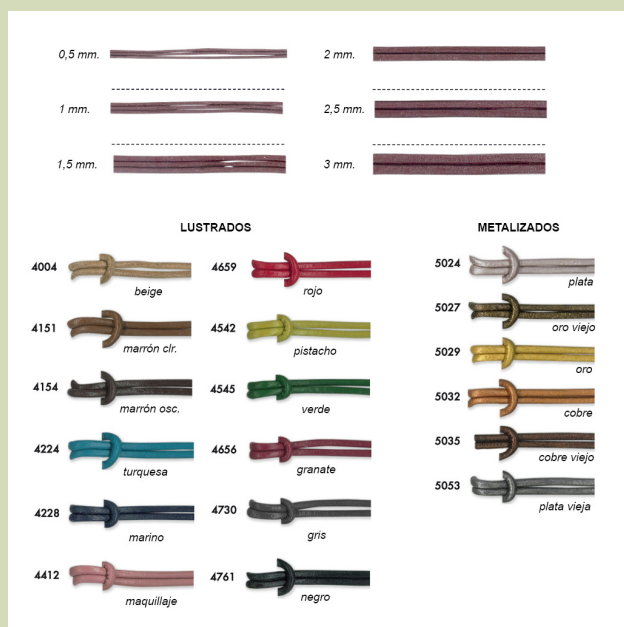 0,5 mm.
2 mm.
1 mm.
2,5 mm.
1,5 mm.
3 mm.
LUSTRADOS
4004
beige
4151
marrón clr.
4154
marrón osc.
4224
turquesa
4228
marino
4412
maquillaje
4659
rojo
4542
pistacho
4545
verde
4656
granate
4730
gris
4761
negro
METALIZADOS
5024
plata
5027
oro viejo
5029
oro
5032
cobre
5035
cobre viejo
5053
plata vieja